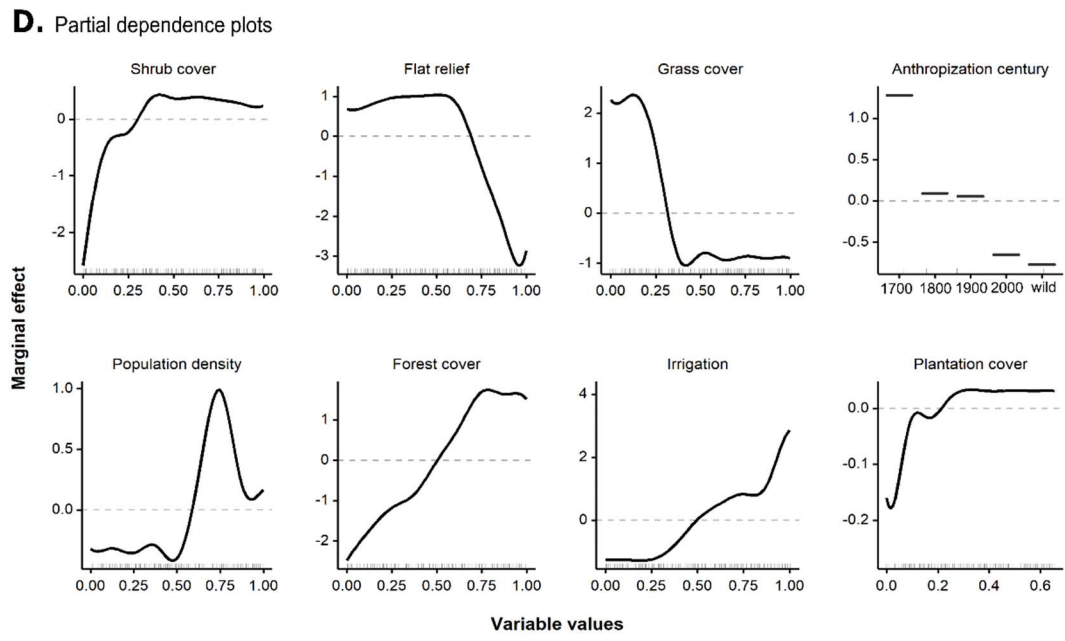 D. Partial dependence plots
Shrub cover
0
-1
-2
0.00 0.25 0.50 0.75 1.00
Flat relief
1
0
-1
-2
-3
0.00 0.25 0.50 0.75 1.00
Grass cover
2
1
0
-1
0.00 0.25 0.50 0.75 1.00
Anthropization century
1.0
0.5
0.0
-0.5
1700 1800 1900 2000 wild
Marginal effect
Population density
1.0
0.5
0.0
0.00 0.25 0.50 0.75 1.00
Forest cover
1
0
-1
-2
0.00 0.25 0.50 0.75 1.00
Irrigation
4
2
0
0.00 0.25 0.50 0.75 1.00
Plantation cover
0.0
-0.1
-0.2
0.0 0.2 0.4 0.6
Variable values